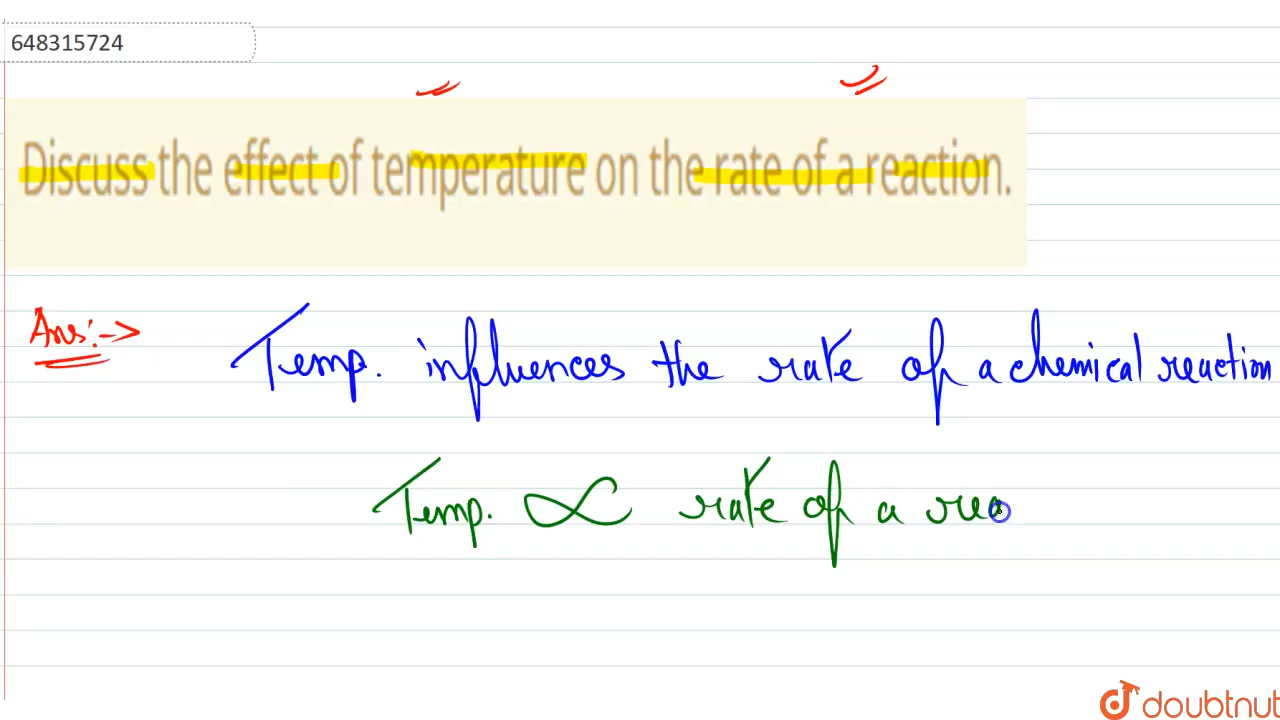 648315724
Discuss the effect of temperature on the rate of a reaction.
Ans:->
Temp. influences the rate of a chemical reaction
Temp. ∝ rate of a rea
doubtnut